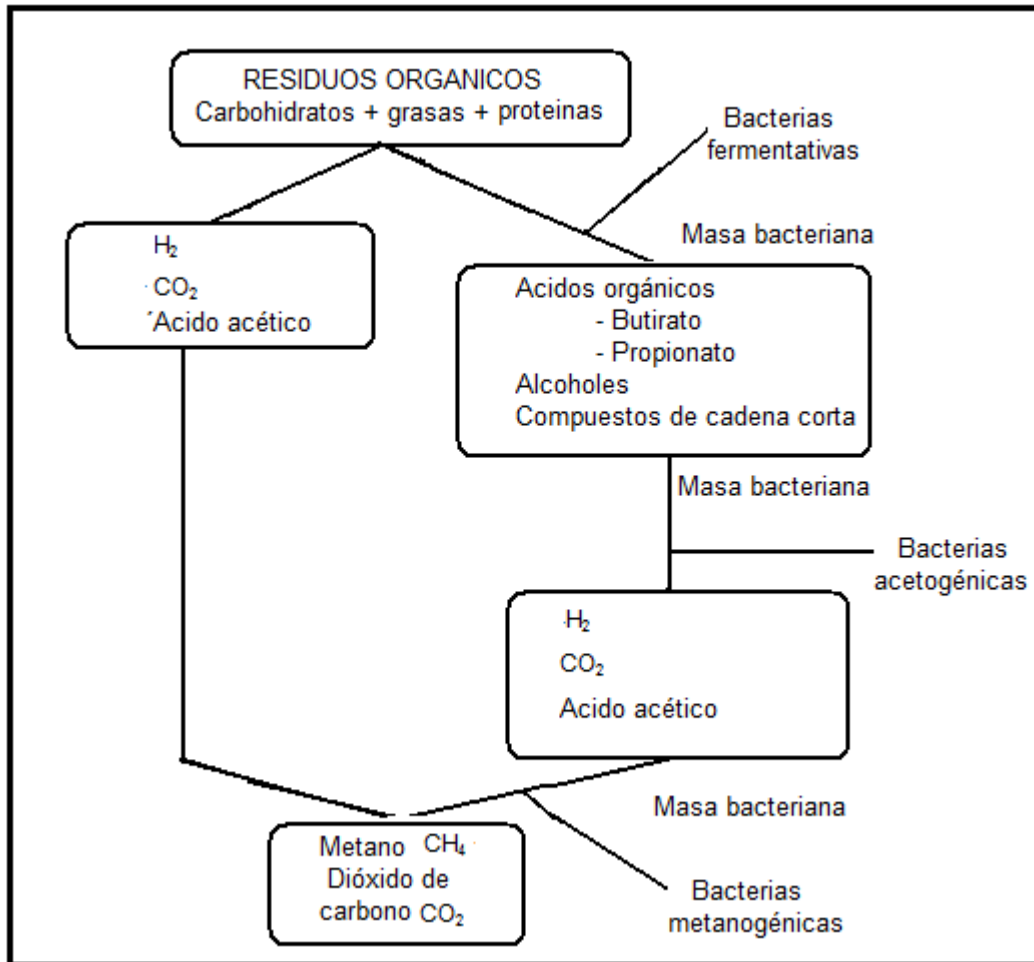 RESIDUOS ORGANICOS
Carbohidratos + grasas + proteinas
Bacterias
fermentativas
H₂
CO₂
Acido acético
Masa bacteriana
Acidos orgánicos
- Butirato
- Propionato
Alcoholes
Compuestos de cadena corta
Masa bacteriana
Bacterias
acetogénicas
H₂
CO₂
Acido acético
Masa bacteriana
Metano CH₄
Dióxido de
carbono CO₂
Bacterias
metanogénicas